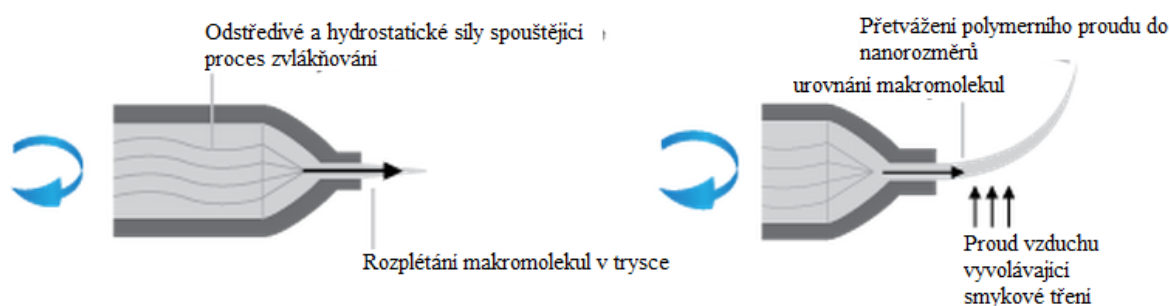 Odstředivé a hydrostatické síly spouštějici
proces zvlákňování
Rozplétání makromolekul v trysce
Přetvážení polymerního proudu do
nanorozměrů
urovnání makromolekul
Proud vzduchu
vyvolávající
smykové tření